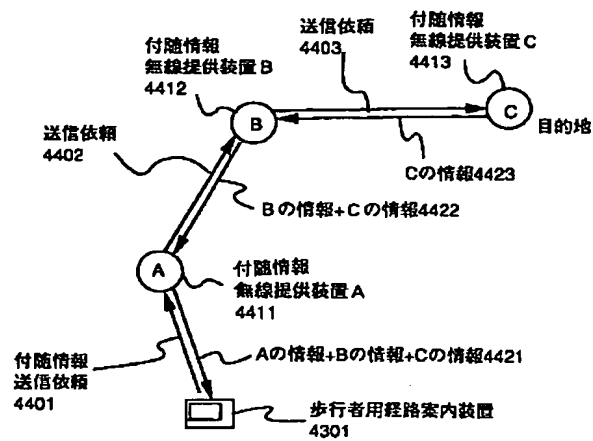 付随情報
無線提供装置B
4412
送信依頼
4403
付随情報
無線提供装置C
4413
B
C
目的地
送信依頼
4402
Cの情報4423
Bの情報+Cの情報4422
A
付随情報
無線提供装置A
4411
付随情報
送信依頼
4401
Aの情報+Bの情報+Cの情報4421
歩行者用経路案内装置
4301